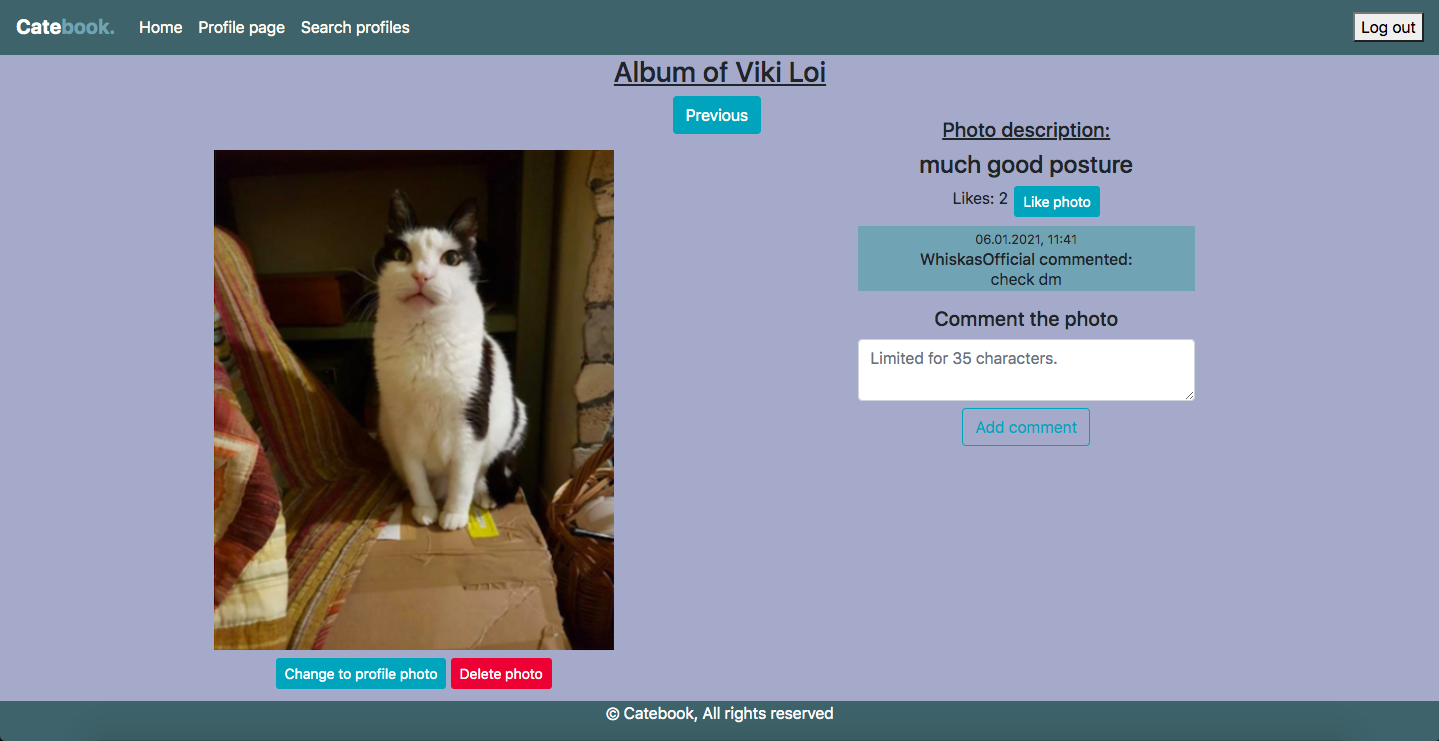 Catebook.
Home
Profile page
Search profiles
Log out
Album of Viki Loi
Previous
Photo description:
much good posture
Likes: 2
Like photo
06.01.2021, 11:41
WhiskasOfficial commented:
check dm
Comment the photo
Limited for 35 characters.
Add comment
Change to profile photo
Delete photo
© Catebook, All rights reserved